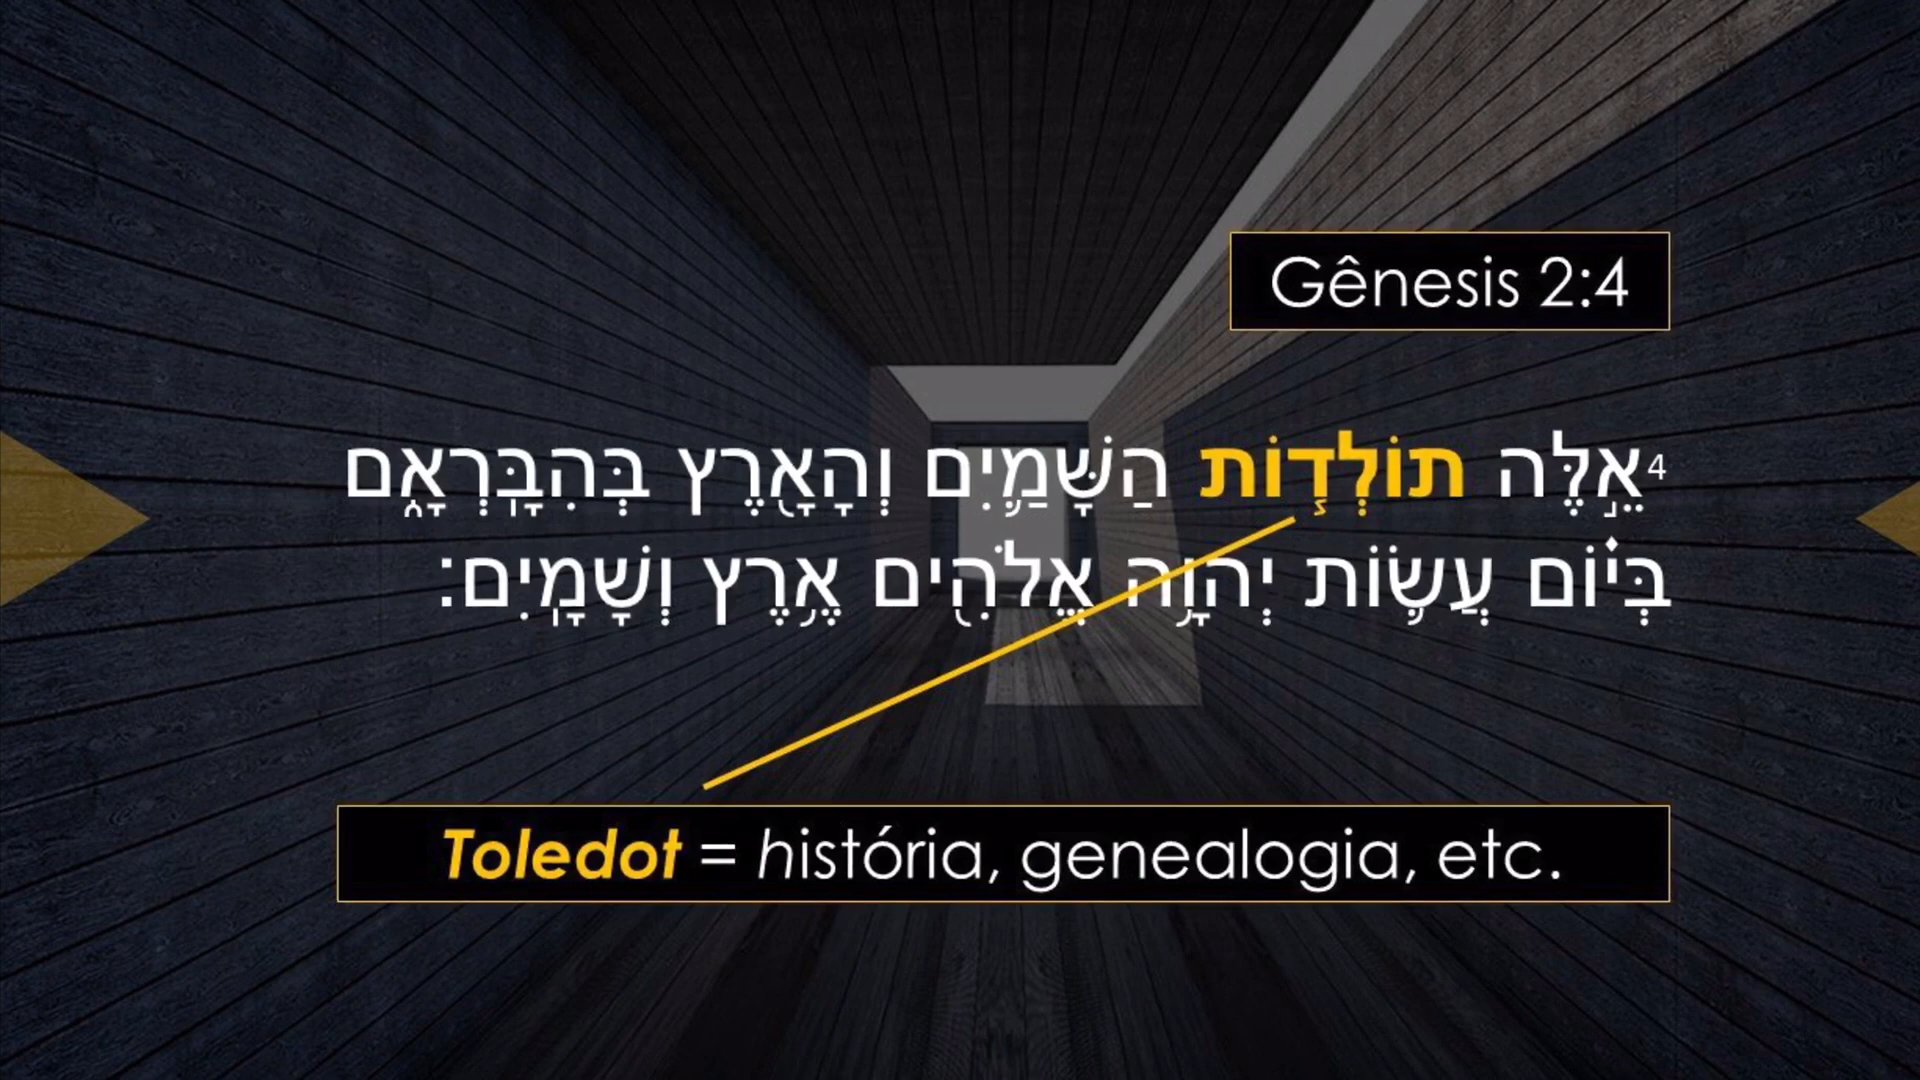 Gênesis 2:4
4אֵ֣לֶּה תוֹלְד֧וֹת הַשָּׁמַ֛יִם וְהָאָ֖רֶץ בְּהִבָּֽרְאָ֑ם
בְּי֗וֹם עֲשׂ֛וֹת יְהוָ֥ה אֱלֹהִ֖ים אֶ֥רֶץ וְשָׁמָֽיִם׃
Toledot = história, genealogia, etc.